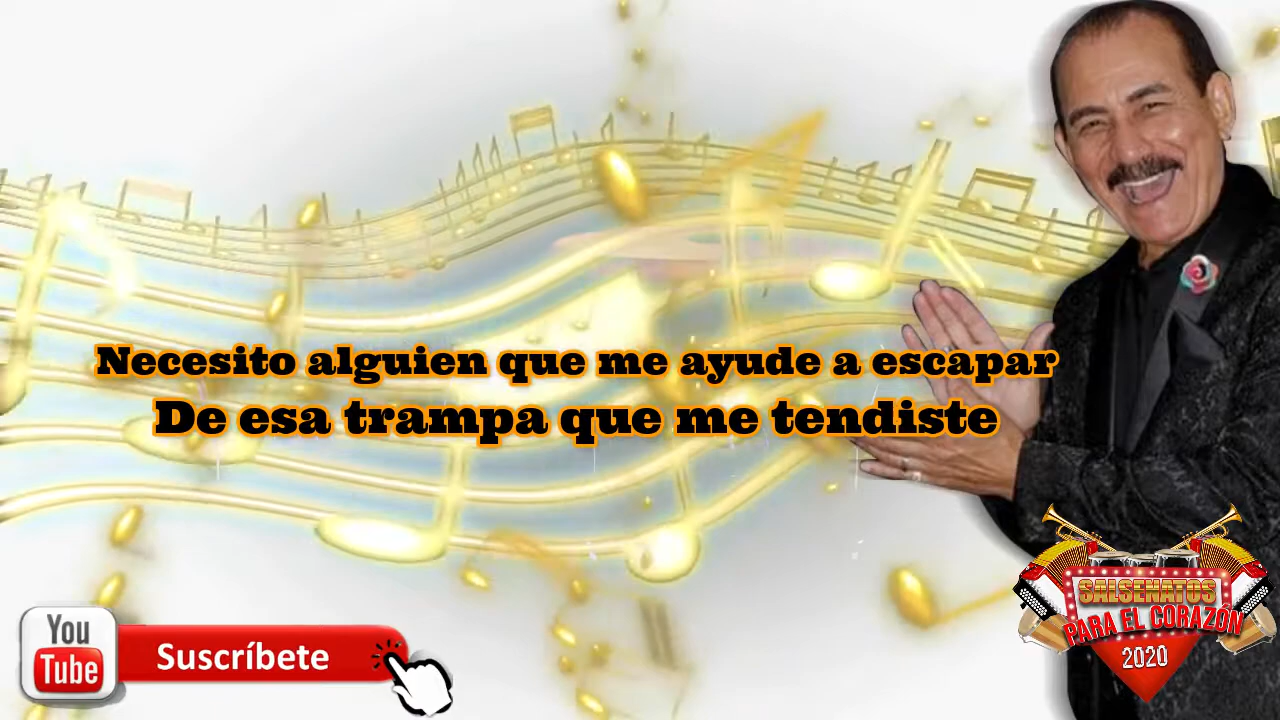 Necesito alguien que me ayude a escapar
De esa trampa que me tendiste
SALSENATOS
PARA EL CORAZÓN
2020
You
Tube
Suscríbete